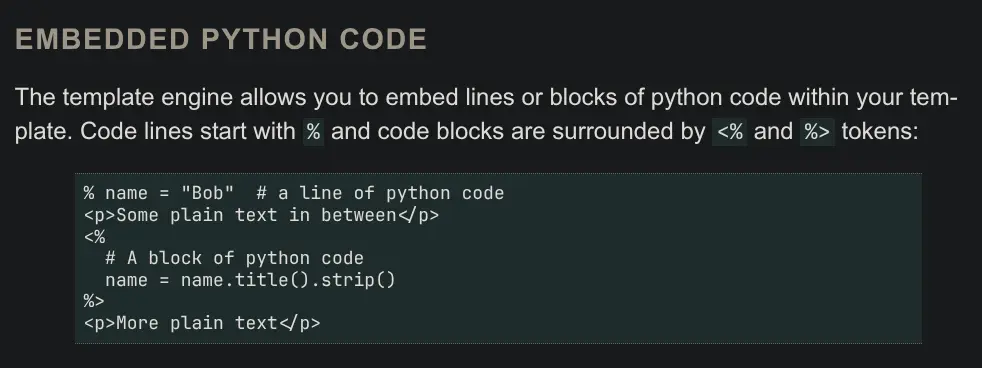 EMBEDDED PYTHON CODE
The template engine allows you to embed lines or blocks of python code within your tem-
plate. Code lines start with % and code blocks are surrounded by <% and %> tokens:
% name = "Bob"  # a line of python code
<p>Some plain text in between</p>
<%
  # A block of python code
  name = name.title().strip()
%>
<p>More plain text</p>